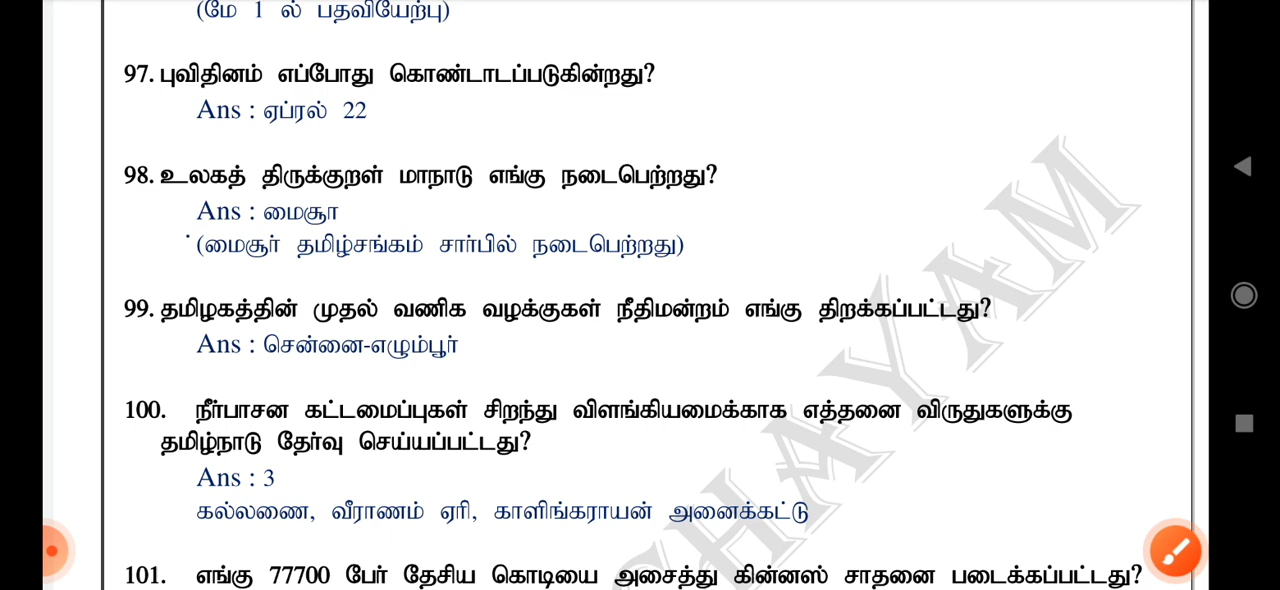 (மே 1 ல் பதவியேற்பு)
97. புவிதினம் எப்போது கொண்டாடப்படுகின்றது?
Ans : ஏப்ரல் 22
98. உலகத் திருக்குறள் மாநாடு எங்கு நடைபெற்றது?
Ans : மைசூா
(மைசூர் தமிழ்சங்கம் சார்பில் நடைபெற்றது)
99. தமிழகத்தின் முதல் வணிக வழக்குகள் நீதிமன்றம் எங்கு திறக்கப்பட்டது?
Ans : சென்னை-எழும்பூர்
100. நீர்பாசன கட்டமைப்புகள் சிறந்து விளங்கியமைக்காக எத்தனை விருதுகளுக்கு
தமிழ்நாடு தேர்வு செய்யப்பட்டது?
Ans : 3
கல்லணை, வீராணம் ஏரி, காளிங்கராயன் அனைக்கட்டு
101. எங்கு 77700 பேர் தேசிய கொடியை அசைத்து கின்னஸ் சாதனை படைக்கப்பட்டது?
CHAYAM